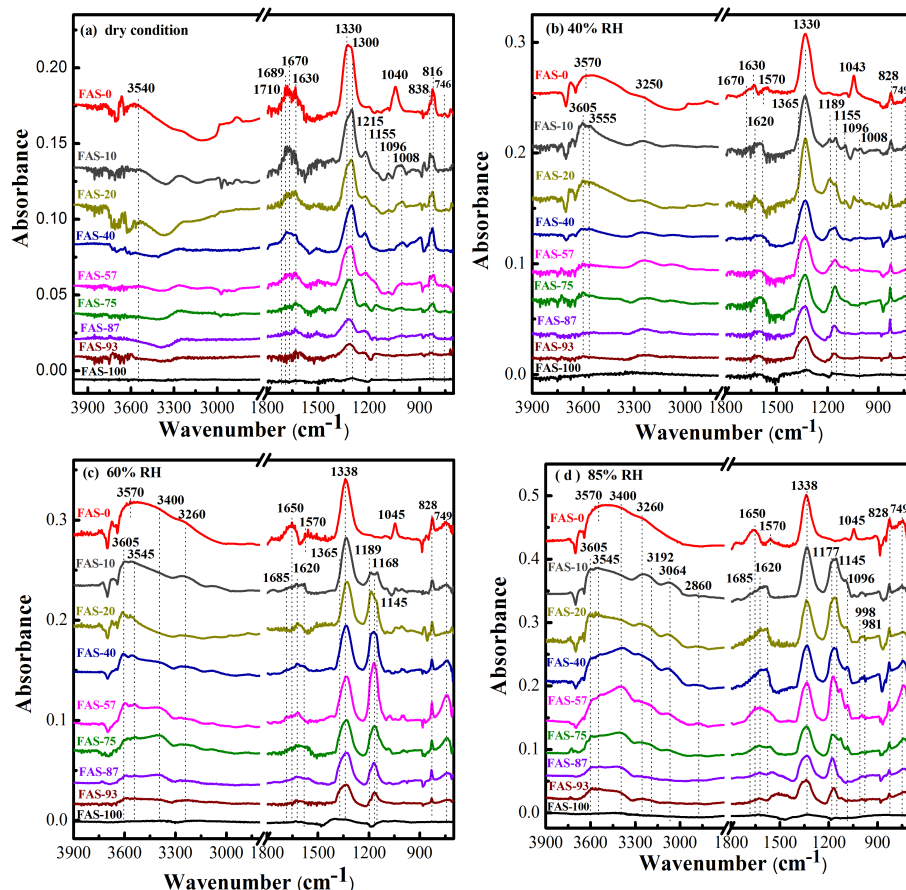 (a) dry condition
1330
1300
1670
1689
1710
1630
1040
816
838
746
3540
1215
1155
1096
1008
FAS-0
FAS-10
FAS-20
FAS-40
FAS-57
FAS-75
FAS-87
FAS-93
FAS-100
0.20
0.15
0.10
0.05
0.00
Absorbance
3900 3600 3300 3000 1800 1500 1200 900
Wavenumber (cm-1)
(b) 40% RH
1330
3570
3250
1670
1630
1570
1043
828
749
3605
3555
1620
1365
1189
1155
1096
1008
FAS-0
FAS-10
FAS-20
FAS-40
FAS-57
FAS-75
FAS-87
FAS-93
FAS-100
0.3
0.2
0.1
0.0
Absorbance
3900 3600 3300 3000 1800 1500 1200 900
Wavenumber (cm-1)
(c) 60% RH
1338
3570
3400
3260
1650
1570
1045
828
749
3605
3545
1685
1620
1365
1189
1168
1145
FAS-0
FAS-10
FAS-20
FAS-40
FAS-57
FAS-75
FAS-87
FAS-93
FAS-100
0.3
0.2
0.1
0.0
Absorbance
3900 3600 3300 3000 1800 1500 1200 900
Wavenumber (cm-1)
( d ) 85% RH
1338
3570
3400
3260
1650
1570
1045
828
749
3605
3545
3192
3064
2860
1685
1620
1177
1145
1096
998
981
FAS-0
FAS-10
FAS-20
FAS-40
FAS-57
FAS-75
FAS-87
FAS-93
FAS-100
0.5
0.4
0.3
0.2
0.1
0.0
Absorbance
3900 3600 3300 3000 1800 1500 1200 900
Wavenumber (cm-1)